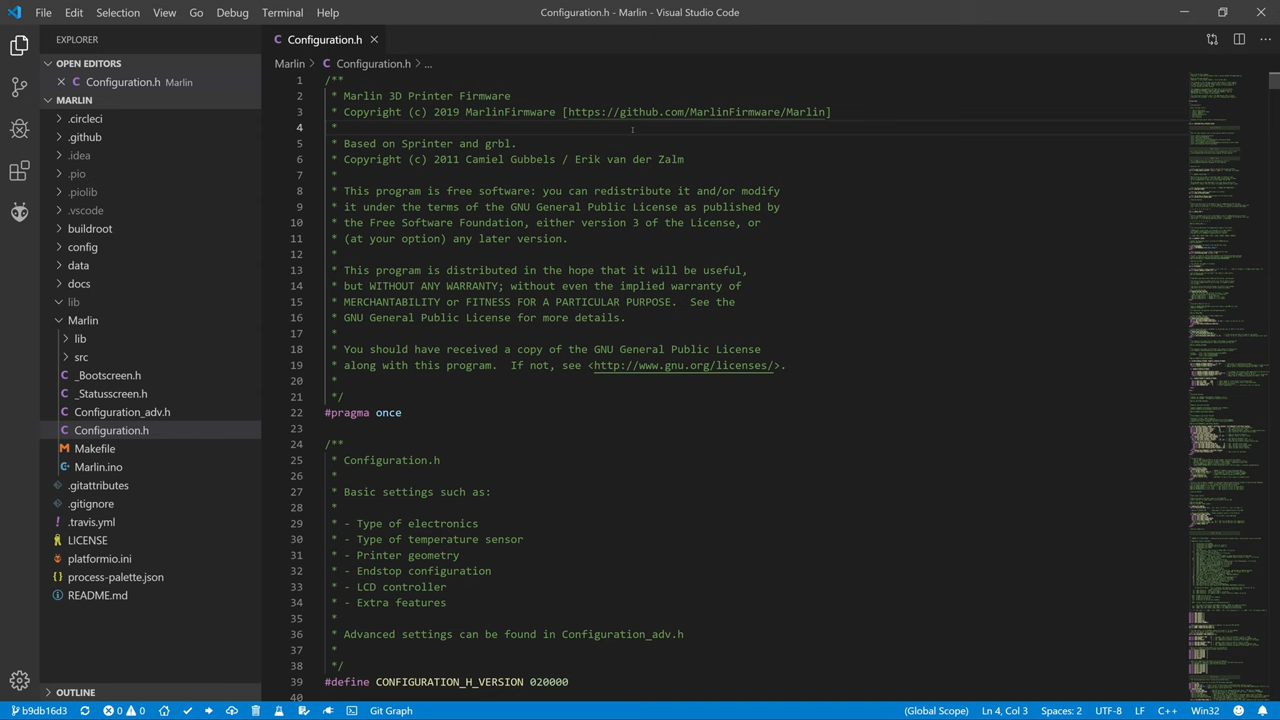 File Edit Selection View Go Debug Terminal Help
Configuration.h - Marlin - Visual Studio Code
EXPLORER
OPEN EDITORS
Configuration.h Marlin
MARLIN
.circleci
.github
.idea
.pio
.piolib
.vscode
buildroot
config
data
docs
lib
Marlin
lib
src
_Bootscreen.h
_Statusscreen.h
Configuration_adv.h
Configuration.h
Makefile
Marlin.ino
.gitattributes
.gitignore
.travis.yml
LICENSE
platformio.ini
process-palette.json
README.md
OUTLINE
Configuration.h
Marlin > Configuration.h > ...
1 /**
2 * Marlin 3D Printer Firmware
3 * Copyright (c) 2019 MarlinFirmware [https://github.com/MarlinFirmware/Marlin]
4 *
5 * Based on Sprinter and grbl.
6 * Copyright (c) 2011 Camiel Gubbels / Erik van der Zalm
7 *
8 * This program is free software: you can redistribute it and/or modify
9 * it under the terms of the GNU General Public License as published by
10 * the Free Software Foundation, either version 3 of the License, or
11 * (at your option) any later version.
12 *
13 * This program is distributed in the hope that it will be useful,
14 * but WITHOUT ANY WARRANTY; without even the implied warranty of
15 * MERCHANTABILITY or FITNESS FOR A PARTICULAR PURPOSE. See the
16 * GNU General Public License for more details.
17 *
18 * You should have received a copy of the GNU General Public License
19 * along with this program. If not, see <http://www.gnu.org/licenses/>.
20 *
21 */
22 #pragma once
23
24 /**
25 * Configuration.h
26 *
27 * Basic settings such as:
28 *
29 * - Type of electronics
30 * - Type of temperature sensor
31 * - Printer geometry
32 * - Endstop configuration
33 * - LCD controller
34 * - Extra features
35 *
36 * Advanced settings can be found in Configuration_adv.h
37 *
38 */
39 #define CONFIGURATION_H_VERSION 020000
40
b9db16d3 0 0 Git Graph (Global Scope) Ln 4, Col 3 Spaces: 2 UTF-8 LF C++ Win32